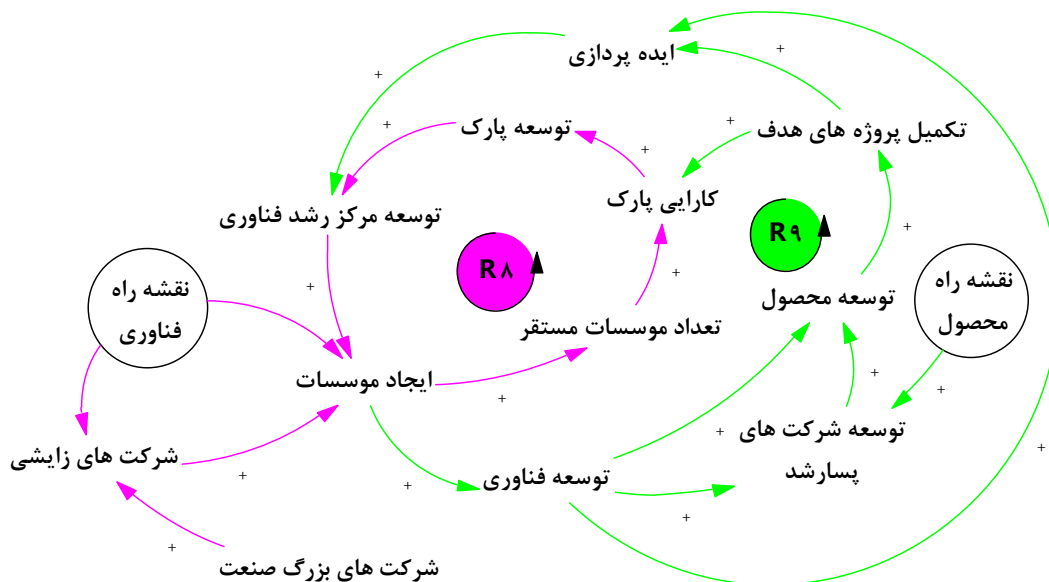 ایده پردازی
+
+
توسعه پارک
+
+
تکمیل پروژه های هدف
+
+
کارایی پارک
توسعه مرکز رشد فناوری
R۸
R۹
+
نقشه راه
فناوری
+
+
نقشه راه
محصول
توسعه محصول
تعداد موسسات مستقر
ایجاد موسسات
+
+
+
توسعه شرکت های
پسارشد
+
+
شرکت های زایشی
+
توسعه فناوری
+
+
+
شرکت های بزرگ صنعت